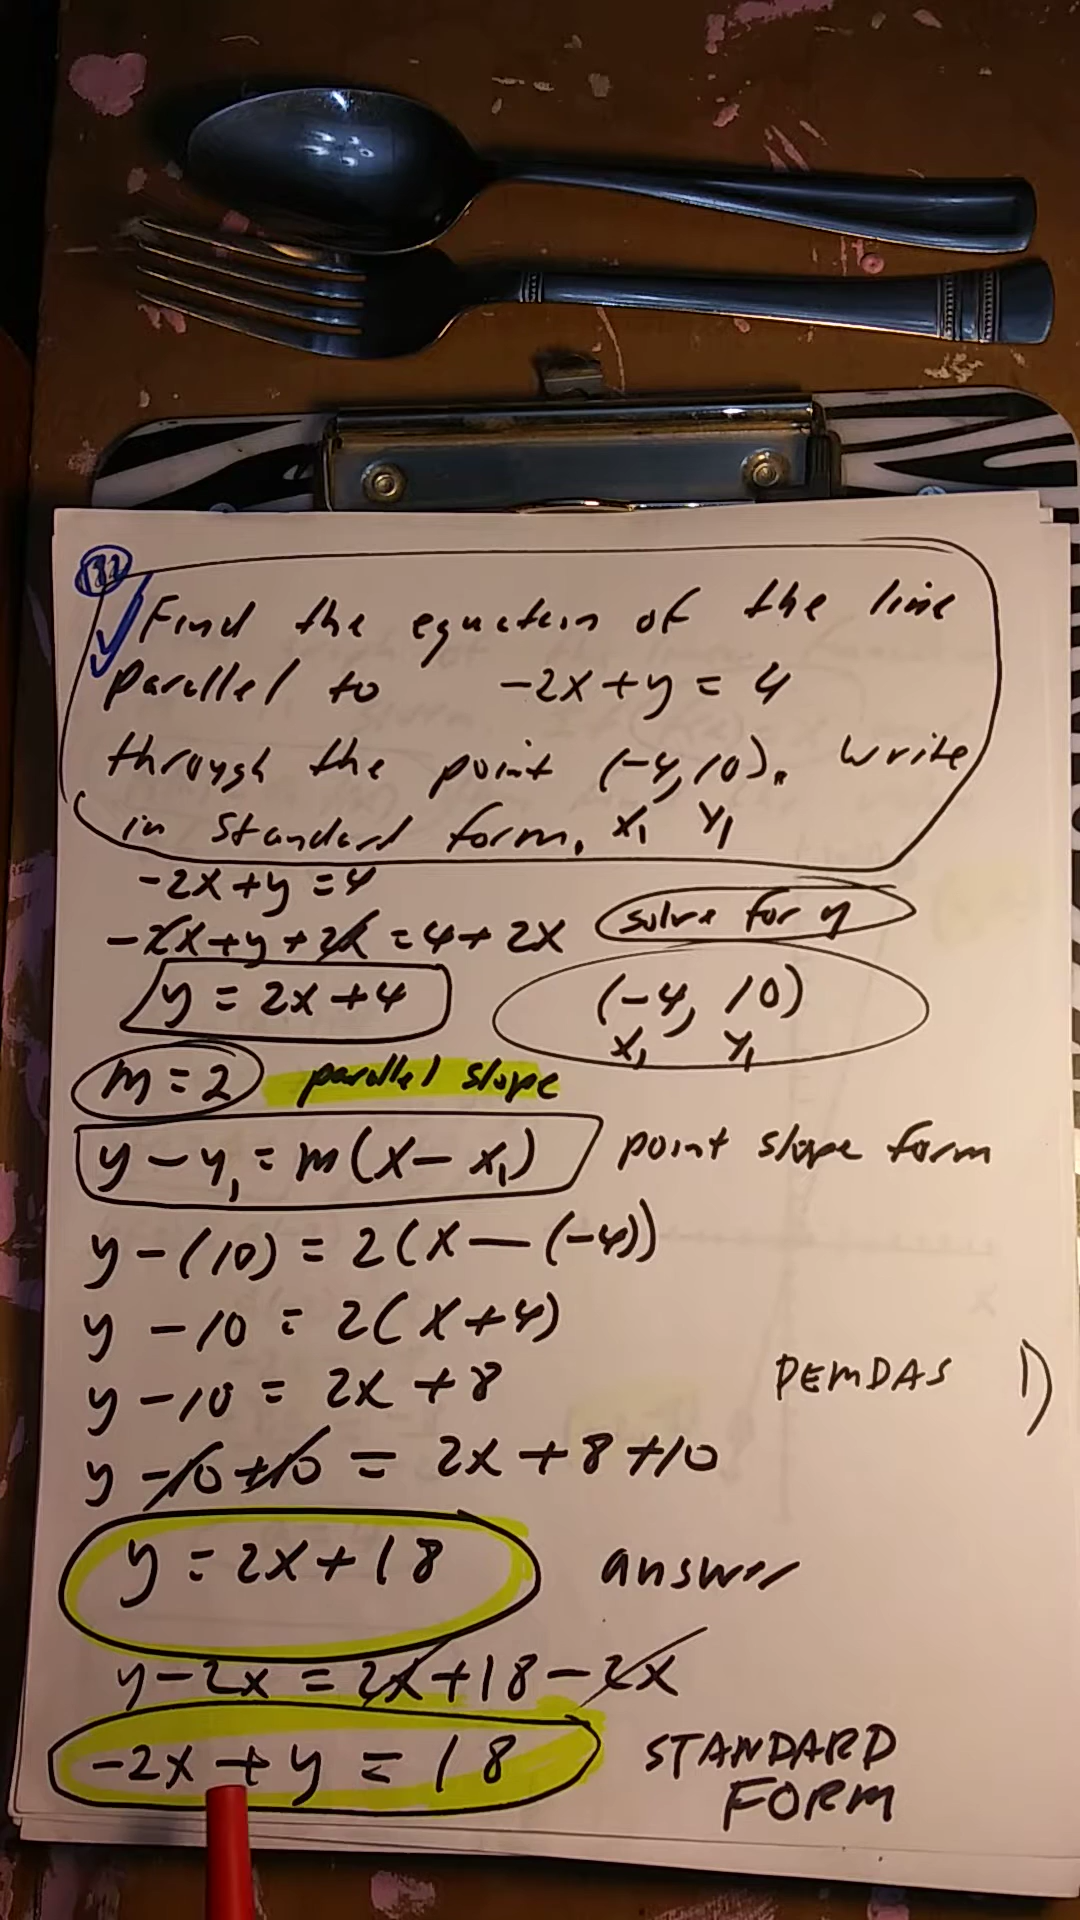 182
Find the equation of the line
parallel to -2x+y = 4
through the point (-4,10). Write
in standard form. x₁ y₁
-2x+y=4
-2x+y+2x=4+2x solve for y
y = 2x+4 (-4, 10)
x₁ y₁
m=2 parallel slope
y-y₁=m(x-x₁) point slope form
y-(10) = 2(x-(-4))
y-10 = 2(x+4)
y-10 = 2x+8 PEMDAS 1)
y-10+10 = 2x+8+10
y=2x+18 answer
y-2x=2x+18-2x
-2x+y=18 STANDARD
FORM